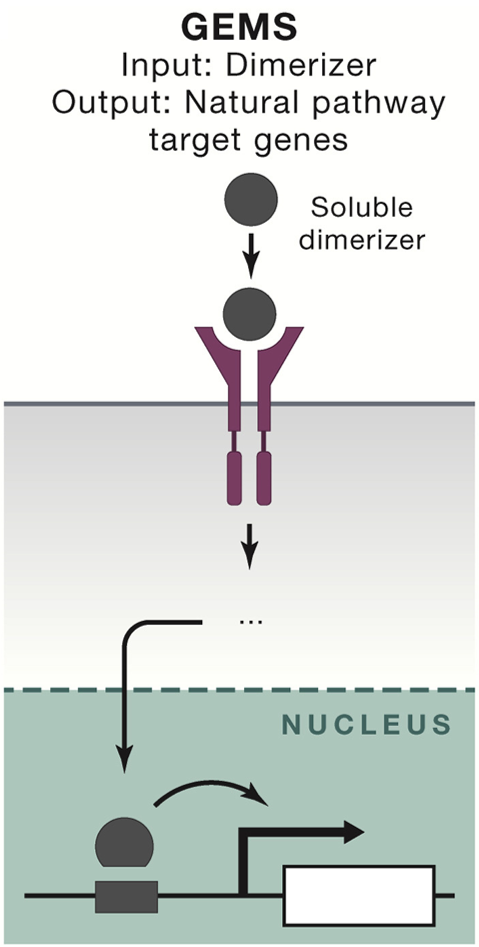 GEMS
Input: Dimerizer
Output: Natural pathway
target genes
Soluble
dimerizer
...
NUCLEUS